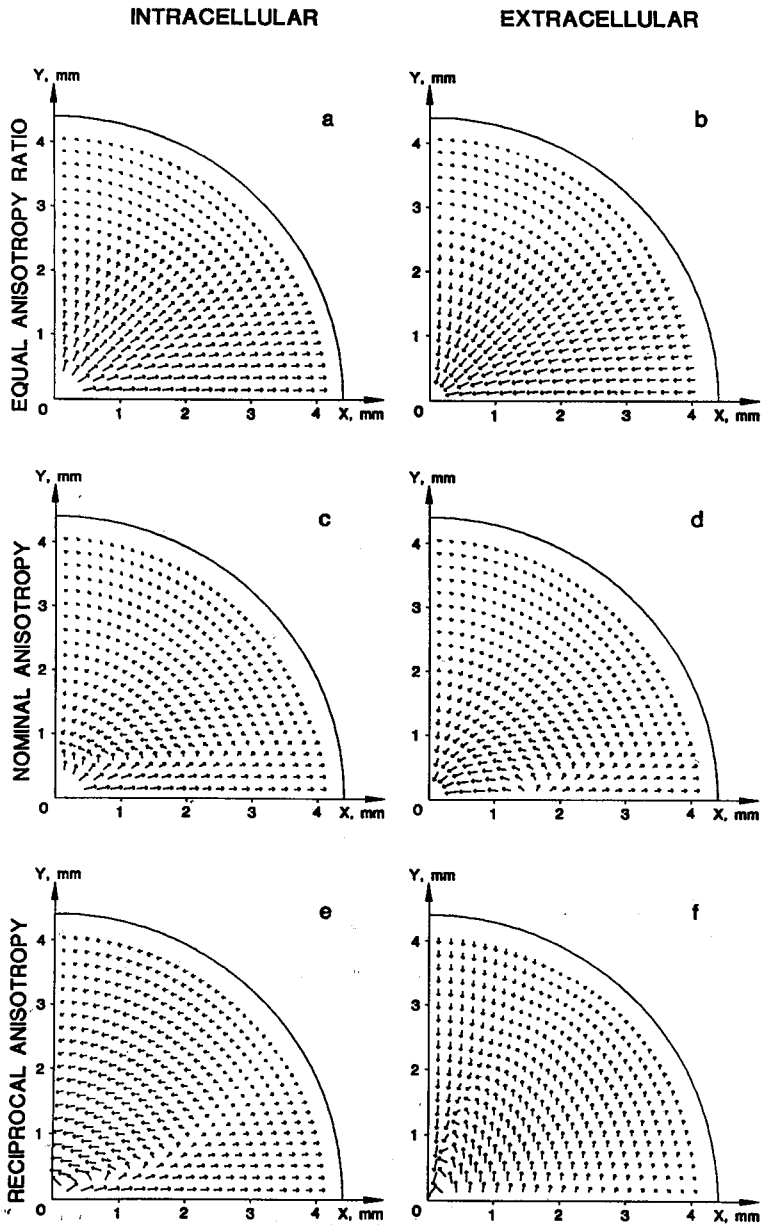 INTRACELLULAR EXTRACELLULAR
EQUAL ANISOTROPY RATIO
Y, mm
a
4
3
2
1
0
1 2 3 4 X, mm
Y, mm
b
4
3
2
1
0
1 2 3 4 X, mm
NOMINAL ANISOTROPY
Y, mm
c
4
3
2
1
0
1 2 3 4 X, mm
Y, mm
d
4
3
2
1
0
1 2 3 4 X, mm
RECIPROCAL ANISOTROPY
Y, mm
e
4
3
2
1
0
1 2 3 4 X, mm
Y, mm
f
4
3
2
1
0
1 2 3 4 X, mm